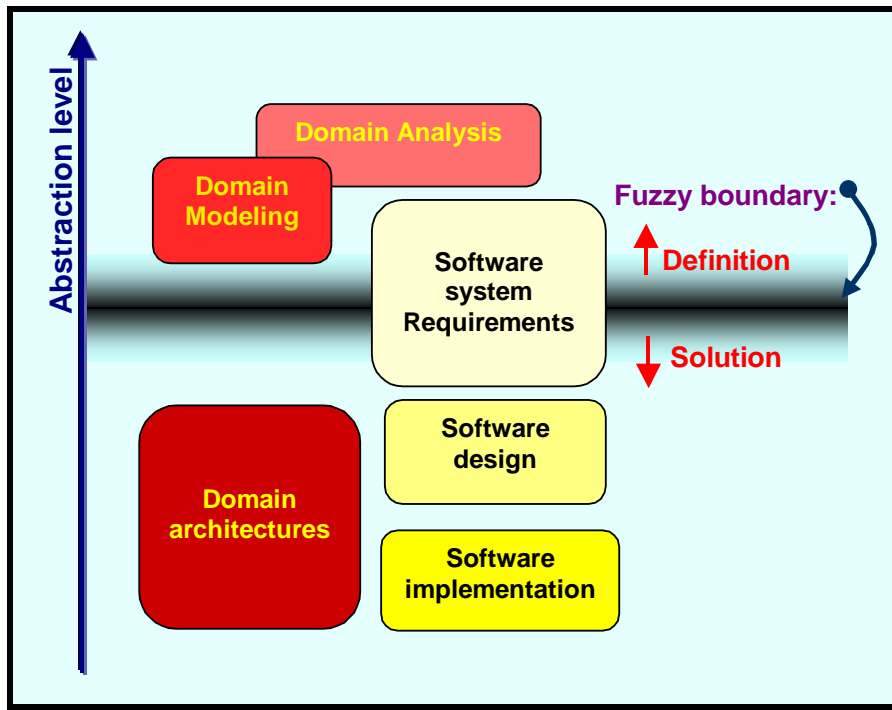 Abstraction level
Domain Analysis
Domain
Modeling
Fuzzy boundary:
Software
system
Requirements
Definition
Solution
Software
design
Domain
architectures
Software
implementation